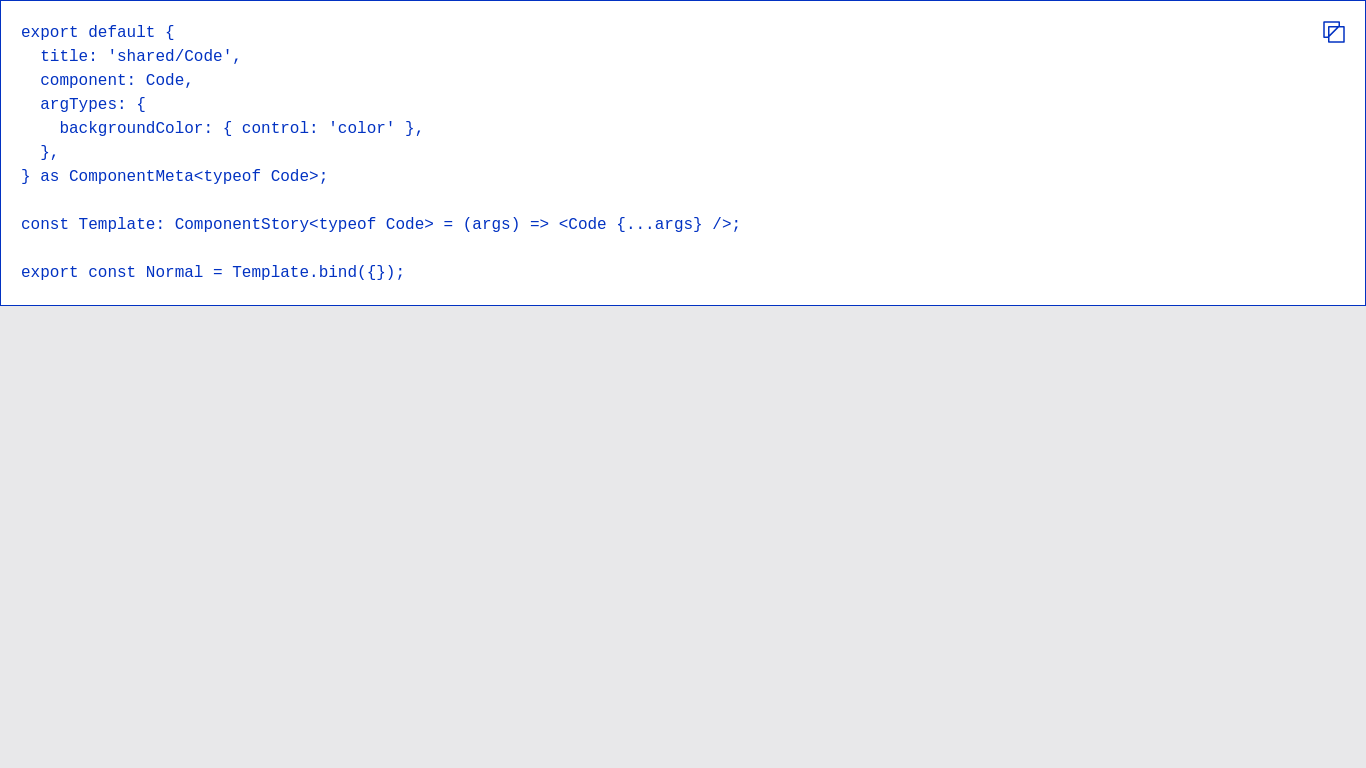 export default {
  title: 'shared/Code',
  component: Code,
  argTypes: {
    backgroundColor: { control: 'color' },
  },
} as ComponentMeta<typeof Code>;

const Template: ComponentStory<typeof Code> = (args) => <Code {...args} />;

export const Normal = Template.bind({});